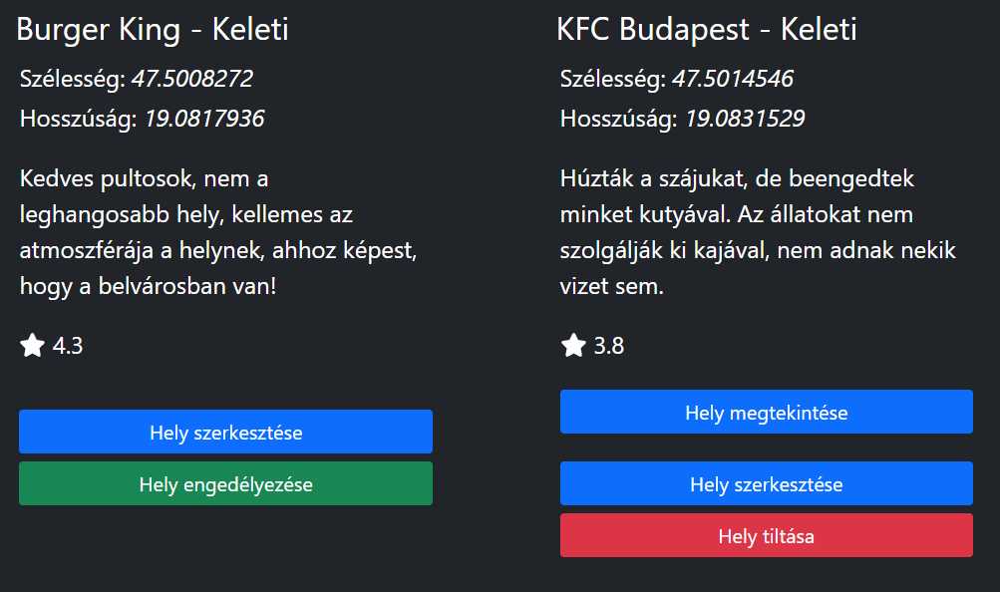 Burger King - Keleti
Szélesség: 47.5008272
Hosszúság: 19.0817936
Kedves pultosok, nem a
leghangosabb hely, kellemes az
atmoszférája a helynek, ahhoz képest,
hogy a belvárosban van!
4.3
Hely szerkesztése
Hely engedélyezése
KFC Budapest - Keleti
Szélesség: 47.5014546
Hosszúság: 19.0831529
Húzták a szájukat, de beengedtek
minket kutyával. Az állatokat nem
szolgálják ki kajával, nem adnak nekik
vizet sem.
3.8
Hely megtekintése
Hely szerkesztése
Hely tiltása